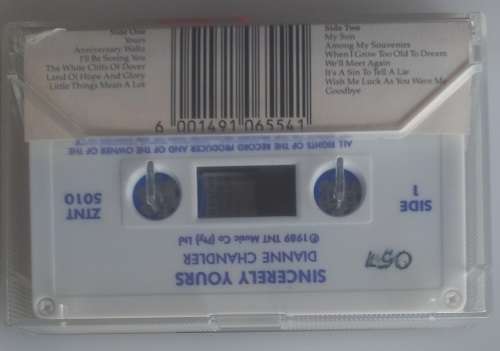 Side One
Yours
Anniversary Waltz
I'll Be Seeing You
The White Cliffs Of Dover
Land Of Hope And Glory
Little Things Mean A Lot
Side Two
My Son
Among My Souvenirs
When I Grow Too Old To Dream
We'll Meet Again
It's A Sin To Tell A Lie
Wish Me Luck As You Wave Me
Goodbye
6 001491 065541
ALL RIGHTS OF THE RECORD PRODUCER AND OF THE OWNER OF THE
SIDE
1
ZTNT
5010
℗ 1989 TNT Music Co (Pty) Ltd
SINCERELY YOURS
DIANNE CHANDLER
057